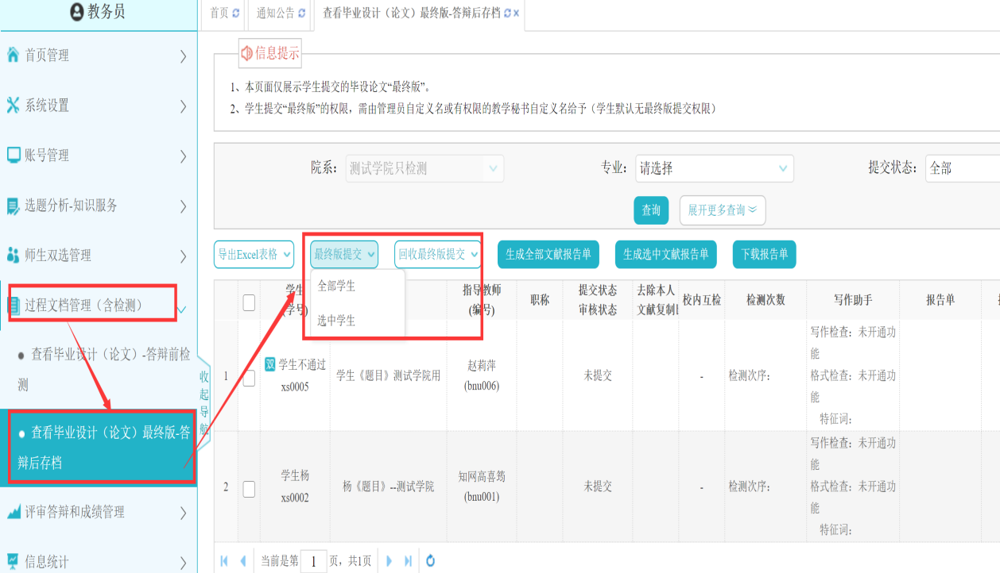 教务员
首页管理
系统设置
账号管理
选题分析-知识服务
师生双选管理
过程文档管理（含检测）
查看毕业设计（论文）-答辩前检
测
查看毕业设计（论文）最终版-答
辩后存档
评审答辩和成绩管理
信息统计
收起导航
首页 通知公告 查看毕业设计（论文）最终版-答辩后存档 x
信息提示
1、本页面仅展示学生提交的毕设论文“最终版”。
2、学生提交“最终版”的权限，需由管理员自定义名或有权限的教学秘书自定义名给予（学生默认无最终版提交权限）
院系： 测试学院只检测 专业： 请选择 提交状态： 全部
查询 展开更多查询
导出Excel表格 最终版提交 回收最终版提交 生成全部文献报告单 生成选中文献报告单 下载报告单
全部学生
选中学生
学生 指导教师 提交状态 去除本人 职称 校内互检 检测次数 写作助手 报告单
(学号) (编号) 审核状态 文献复制
1 双 学生不通过 xs0005 学生《题目》测试学院用 赵莉萍 (bnu006) 未提交 - 检测次序:
写作检查: 未开通功
能
格式检查: 未开通功
能
特征词:
2 学生杨 xs0002 杨《题目》--测试学院 知网高喜筠 (bnu001) 未提交 - 检测次序:
写作检查: 未开通功
能
格式检查: 未开通功
能
特征词:
当前是第 1 页，共1页